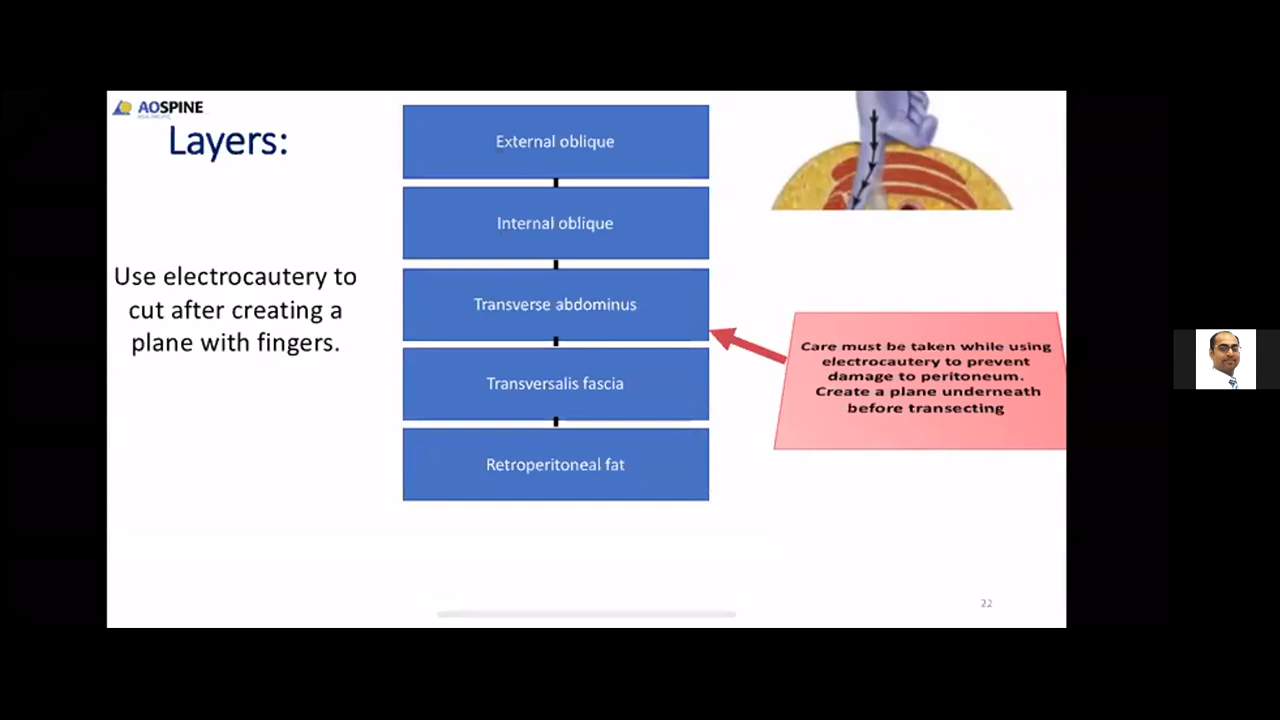 AOSPINE
Layers:
Use electrocautery to
cut after creating a
plane with fingers.
External oblique
Internal oblique
Transverse abdominus
Transversalis fascia
Retroperitoneal fat
Care must be taken while using
electrocautery to prevent
damage to peritoneum.
Create a plane underneath
before transecting
22